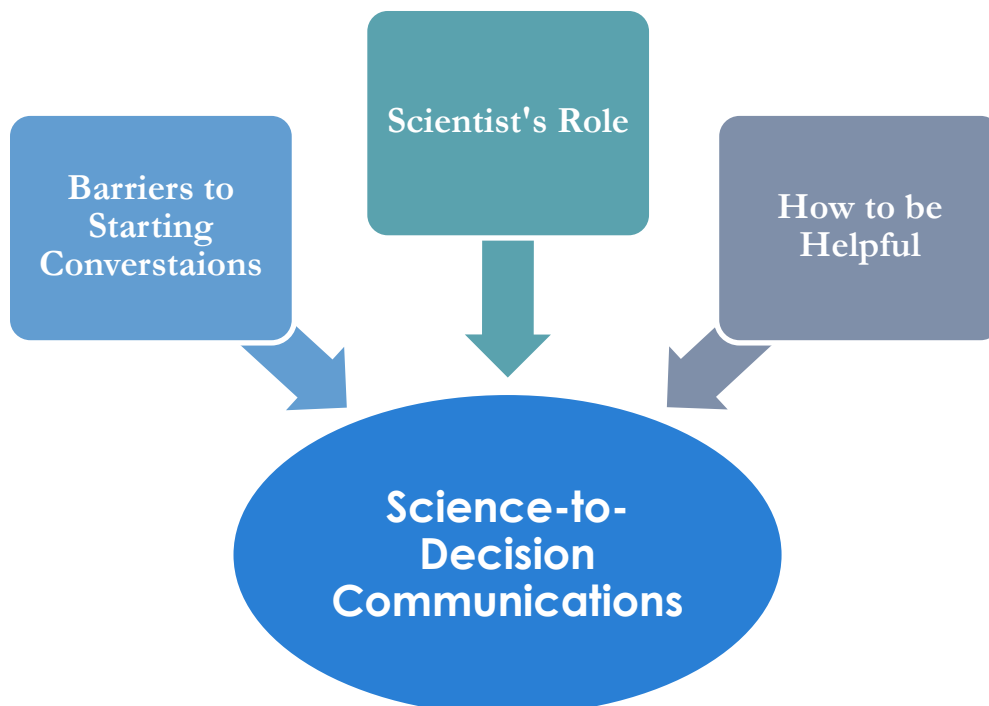 Scientist's Role
Barriers to
Starting
Converstaions
How to be
Helpful
Science-to-
Decision
Communications